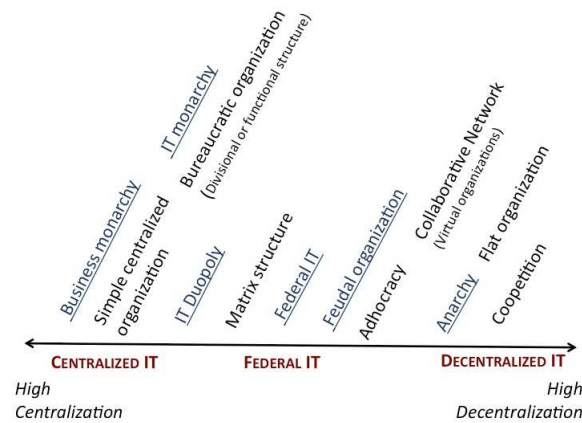 Business monarchy
Simple centralized
organization
IT monarchy
Bureaucratic organization
(Divisional or functional structure)
IT Duopoly
Matrix structure
Federal IT
Feudal organization
Adhocracy
Collaborative Network
(Virtual organizations)
Anarchy
Flat organization
Coopetition
CENTRALIZED IT
FEDERAL IT
DECENTRALIZED IT
High
Centralization
High
Decentralization